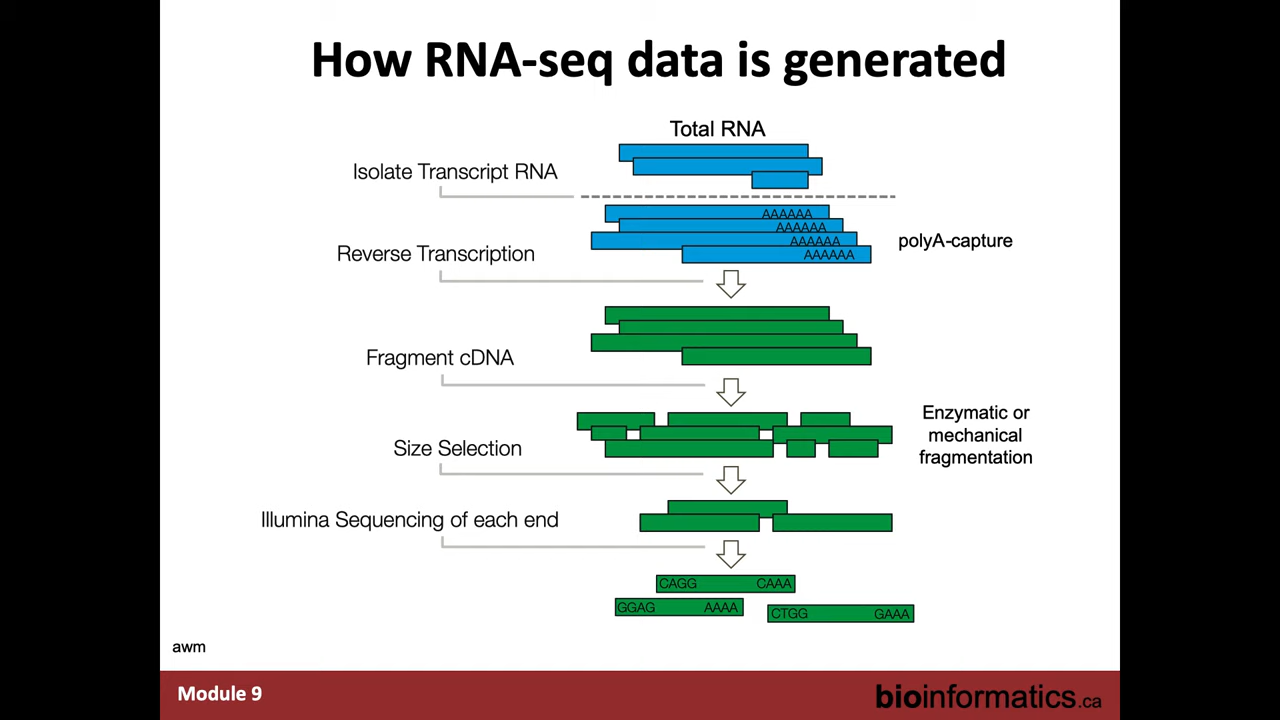 How RNA-seq data is generated
Total RNA
Isolate Transcript RNA
AAAAAA
AAAAAA
AAAAAA
AAAAAA
polyA-capture
Reverse Transcription
Fragment cDNA
Enzymatic or
mechanical
fragmentation
Size Selection
Illumina Sequencing of each end
CAGG CAAA
GGAG AAAA
CTGG GAAA
awm
Module 9
bioinformatics.ca